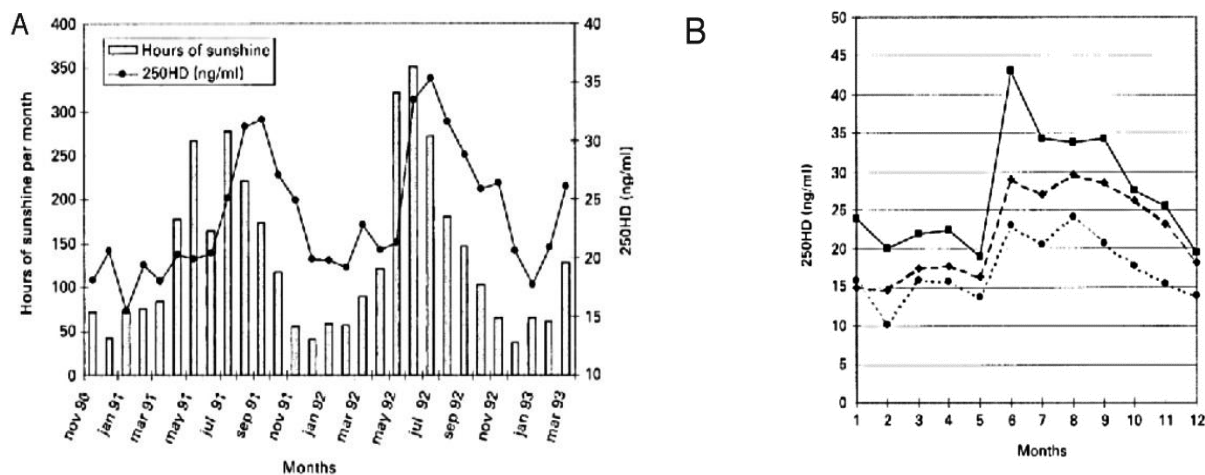 A
400
350
300
250
200
150
100
50
0
Hours of sunshine per month
Hours of sunshine
250HD (ng/ml)
40
35
30
25
20
15
10
250HD (ng/ml)
nov 90
jan 91
mar 91
may 91
jul 91
sep 91
nov 91
jan 92
mar 92
may 92
jul 92
sep 92
nov 92
jan 93
mar 93
Months
B
50
45
40
35
30
25
20
15
10
5
0
250HD (ng/ml)
1 2 3 4 5 6 7 8 9 10 11 12
Months